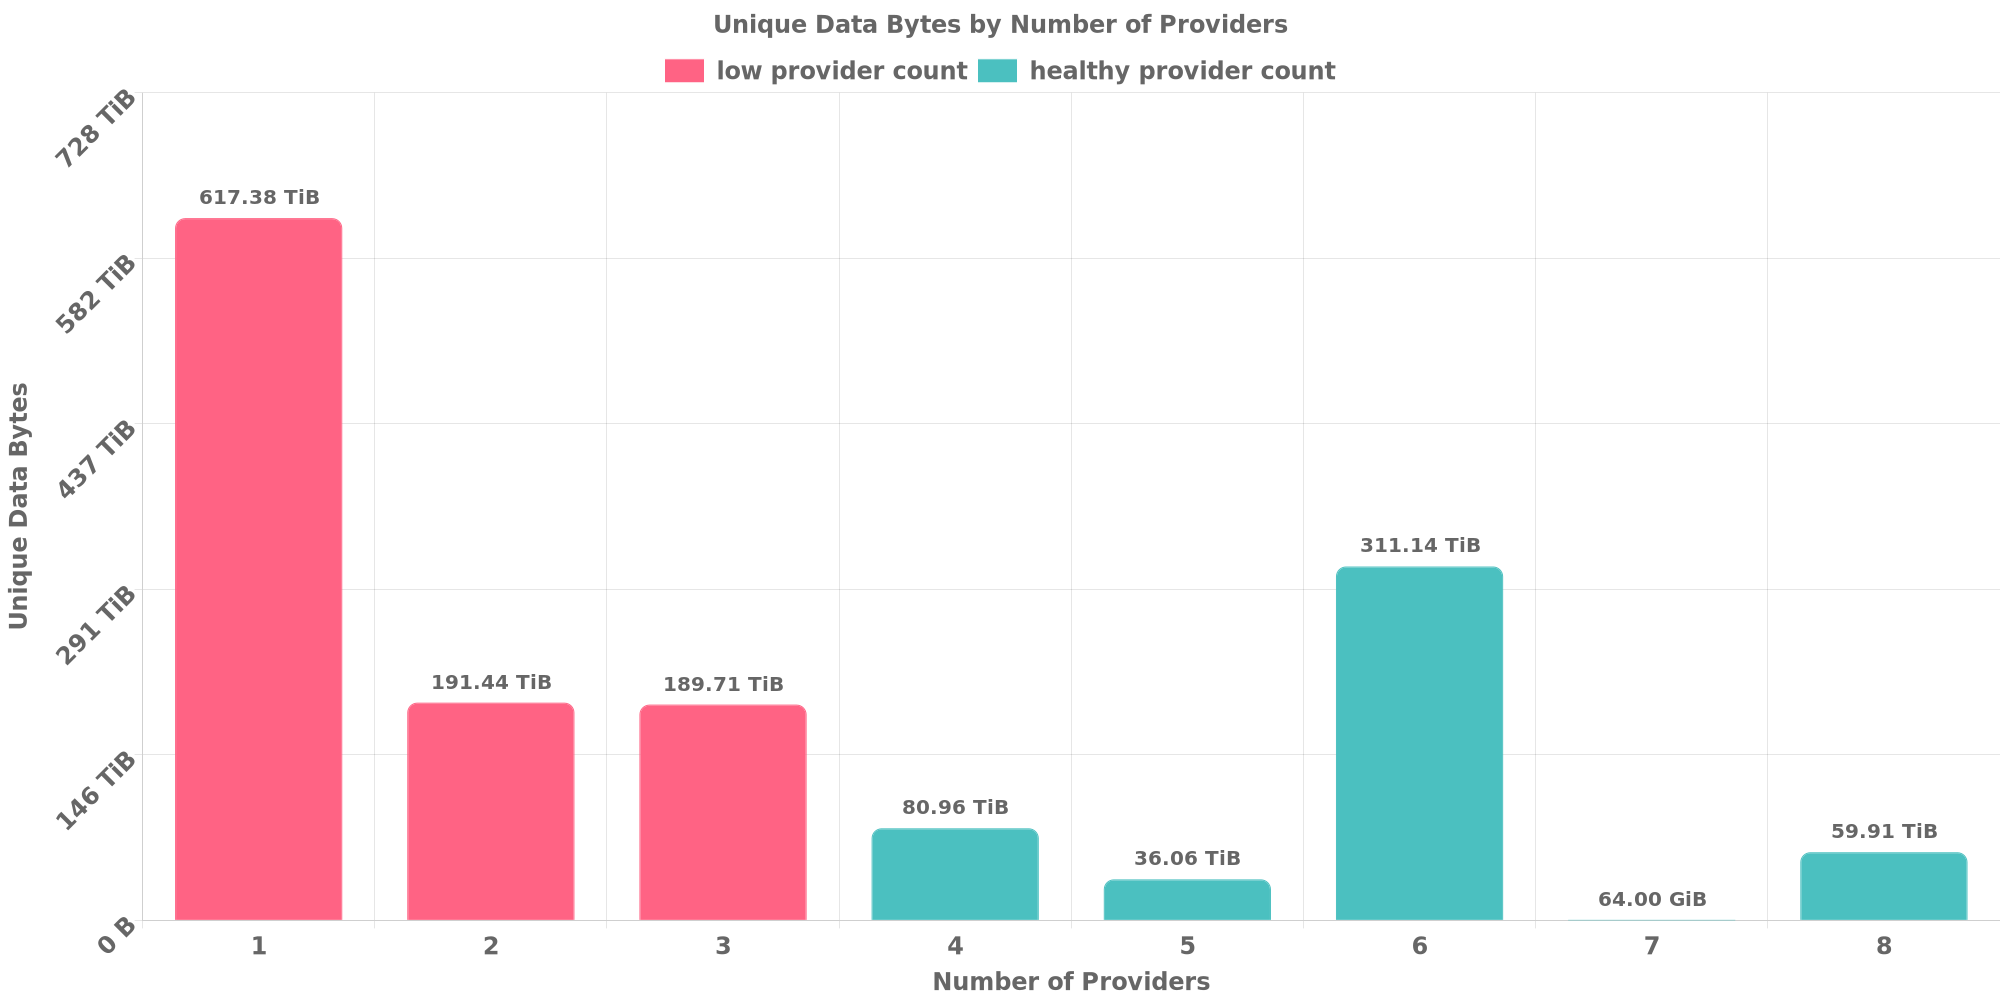 Unique Data Bytes by Number of Providers
low provider count healthy provider count
728 TiB
582 TiB
437 TiB
291 TiB
146 TiB
0 B
Unique Data Bytes
617.38 TiB
191.44 TiB
189.71 TiB
80.96 TiB
36.06 TiB
311.14 TiB
64.00 GiB
59.91 TiB
1 2 3 4 5 6 7 8
Number of Providers